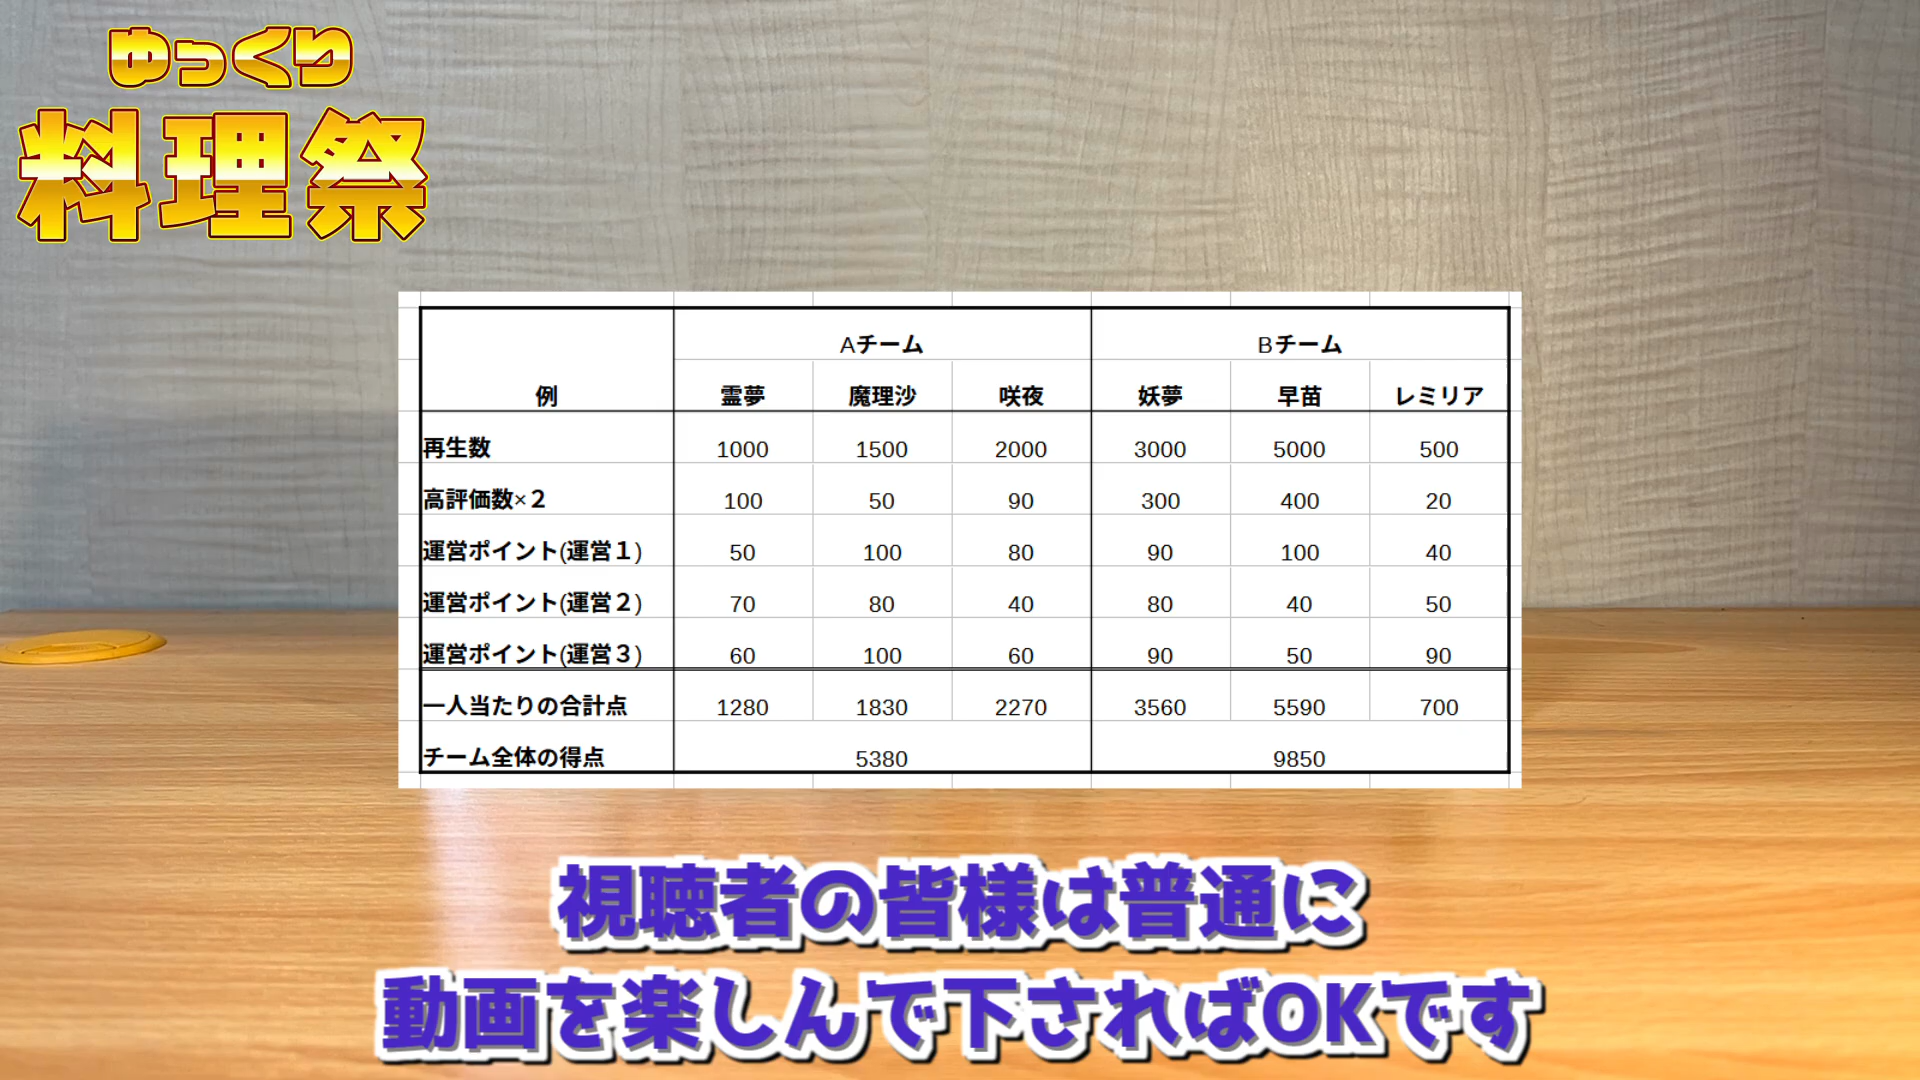 ゆっくり
料理祭
例 Aチーム Bチーム
霊夢 魔理沙 咲夜 妖夢 早苗 レミリア
再生数 1000 1500 2000 3000 5000 500
高評価数×２ 100 50 90 300 400 20
運営ポイント(運営１) 50 100 80 90 100 40
運営ポイント(運営２) 70 80 40 80 40 50
運営ポイント(運営３) 60 100 60 90 50 90
一人当たりの合計点 1280 1830 2270 3560 5590 700
チーム全体の得点 5380 9850
視聴者の皆様は普通に
動画を楽しんで下さればOKです